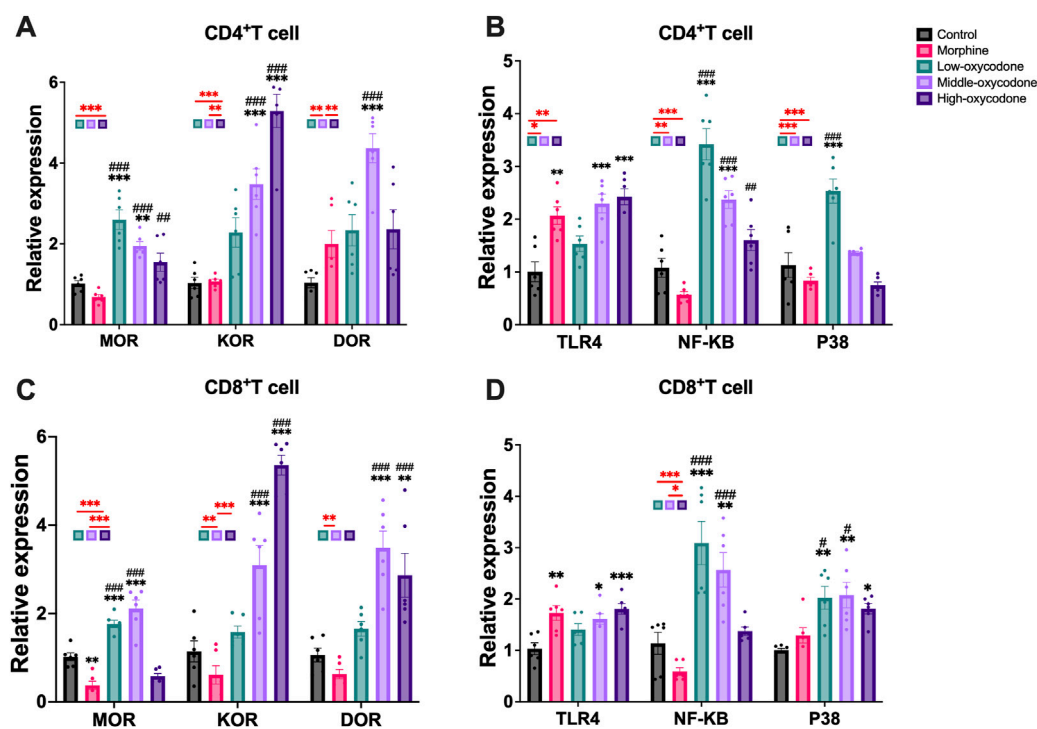 A
CD4+T cell
Relative expression
6
4
2
0
***
***
**
** **
###
***
###
**
##
###
***
###
***
###
***
MOR
KOR
DOR
B
CD4+T cell
Relative expression
5
4
3
2
1
0
**
*
***
**
***
***
**
***
***
###
***
###
***
##
###
***
TLR4
NF-KB
P38
Control
Morphine
Low-oxycodone
Middle-oxycodone
High-oxycodone
C
CD8+T cell
Relative expression
6
4
2
0
***
***
***
**
**
**
###
***
###
***
###
***
###
***
###
***
###
**
MOR
KOR
DOR
D
CD8+T cell
Relative expression
5
4
3
2
1
0
***
*
**
*
***
###
***
###
**
#
**
#
**
*
TLR4
NF-KB
P38